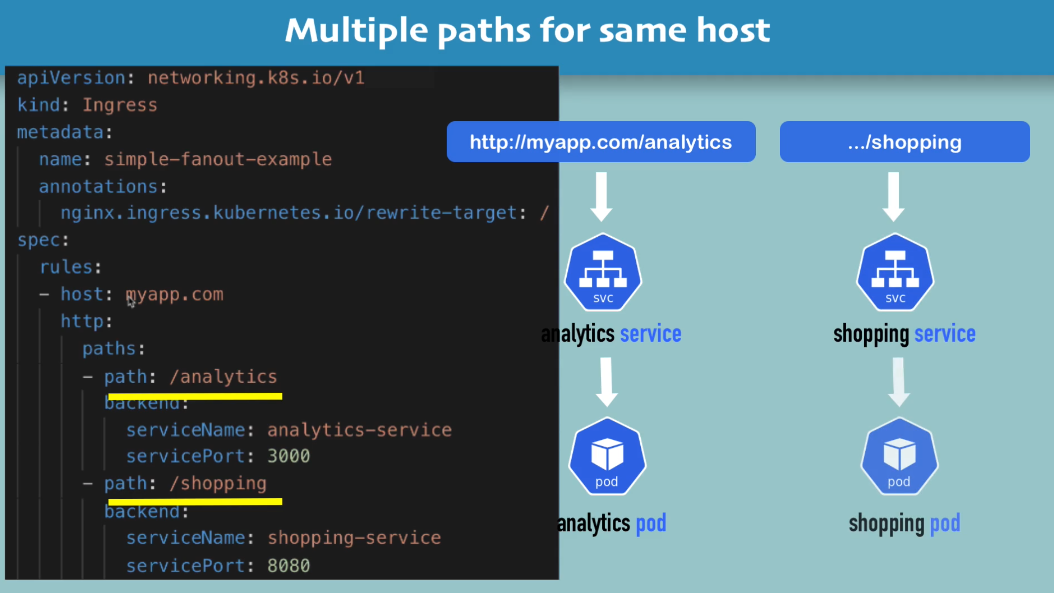 Multiple paths for same host
apiVersion: networking.k8s.io/v1
kind: Ingress
metadata:
name: simple-fanout-example
annotations:
nginx.ingress.kubernetes.io/rewrite-target: /
spec:
rules:
- host: myapp.com
http:
paths:
- path: /analytics
backend:
serviceName: analytics-service
servicePort: 3000
- path: /shopping
backend:
serviceName: shopping-service
servicePort: 8080
http://myapp.com/analytics
svc
analytics service
pod
analytics pod
.../shopping
svc
shopping service
pod
shopping pod